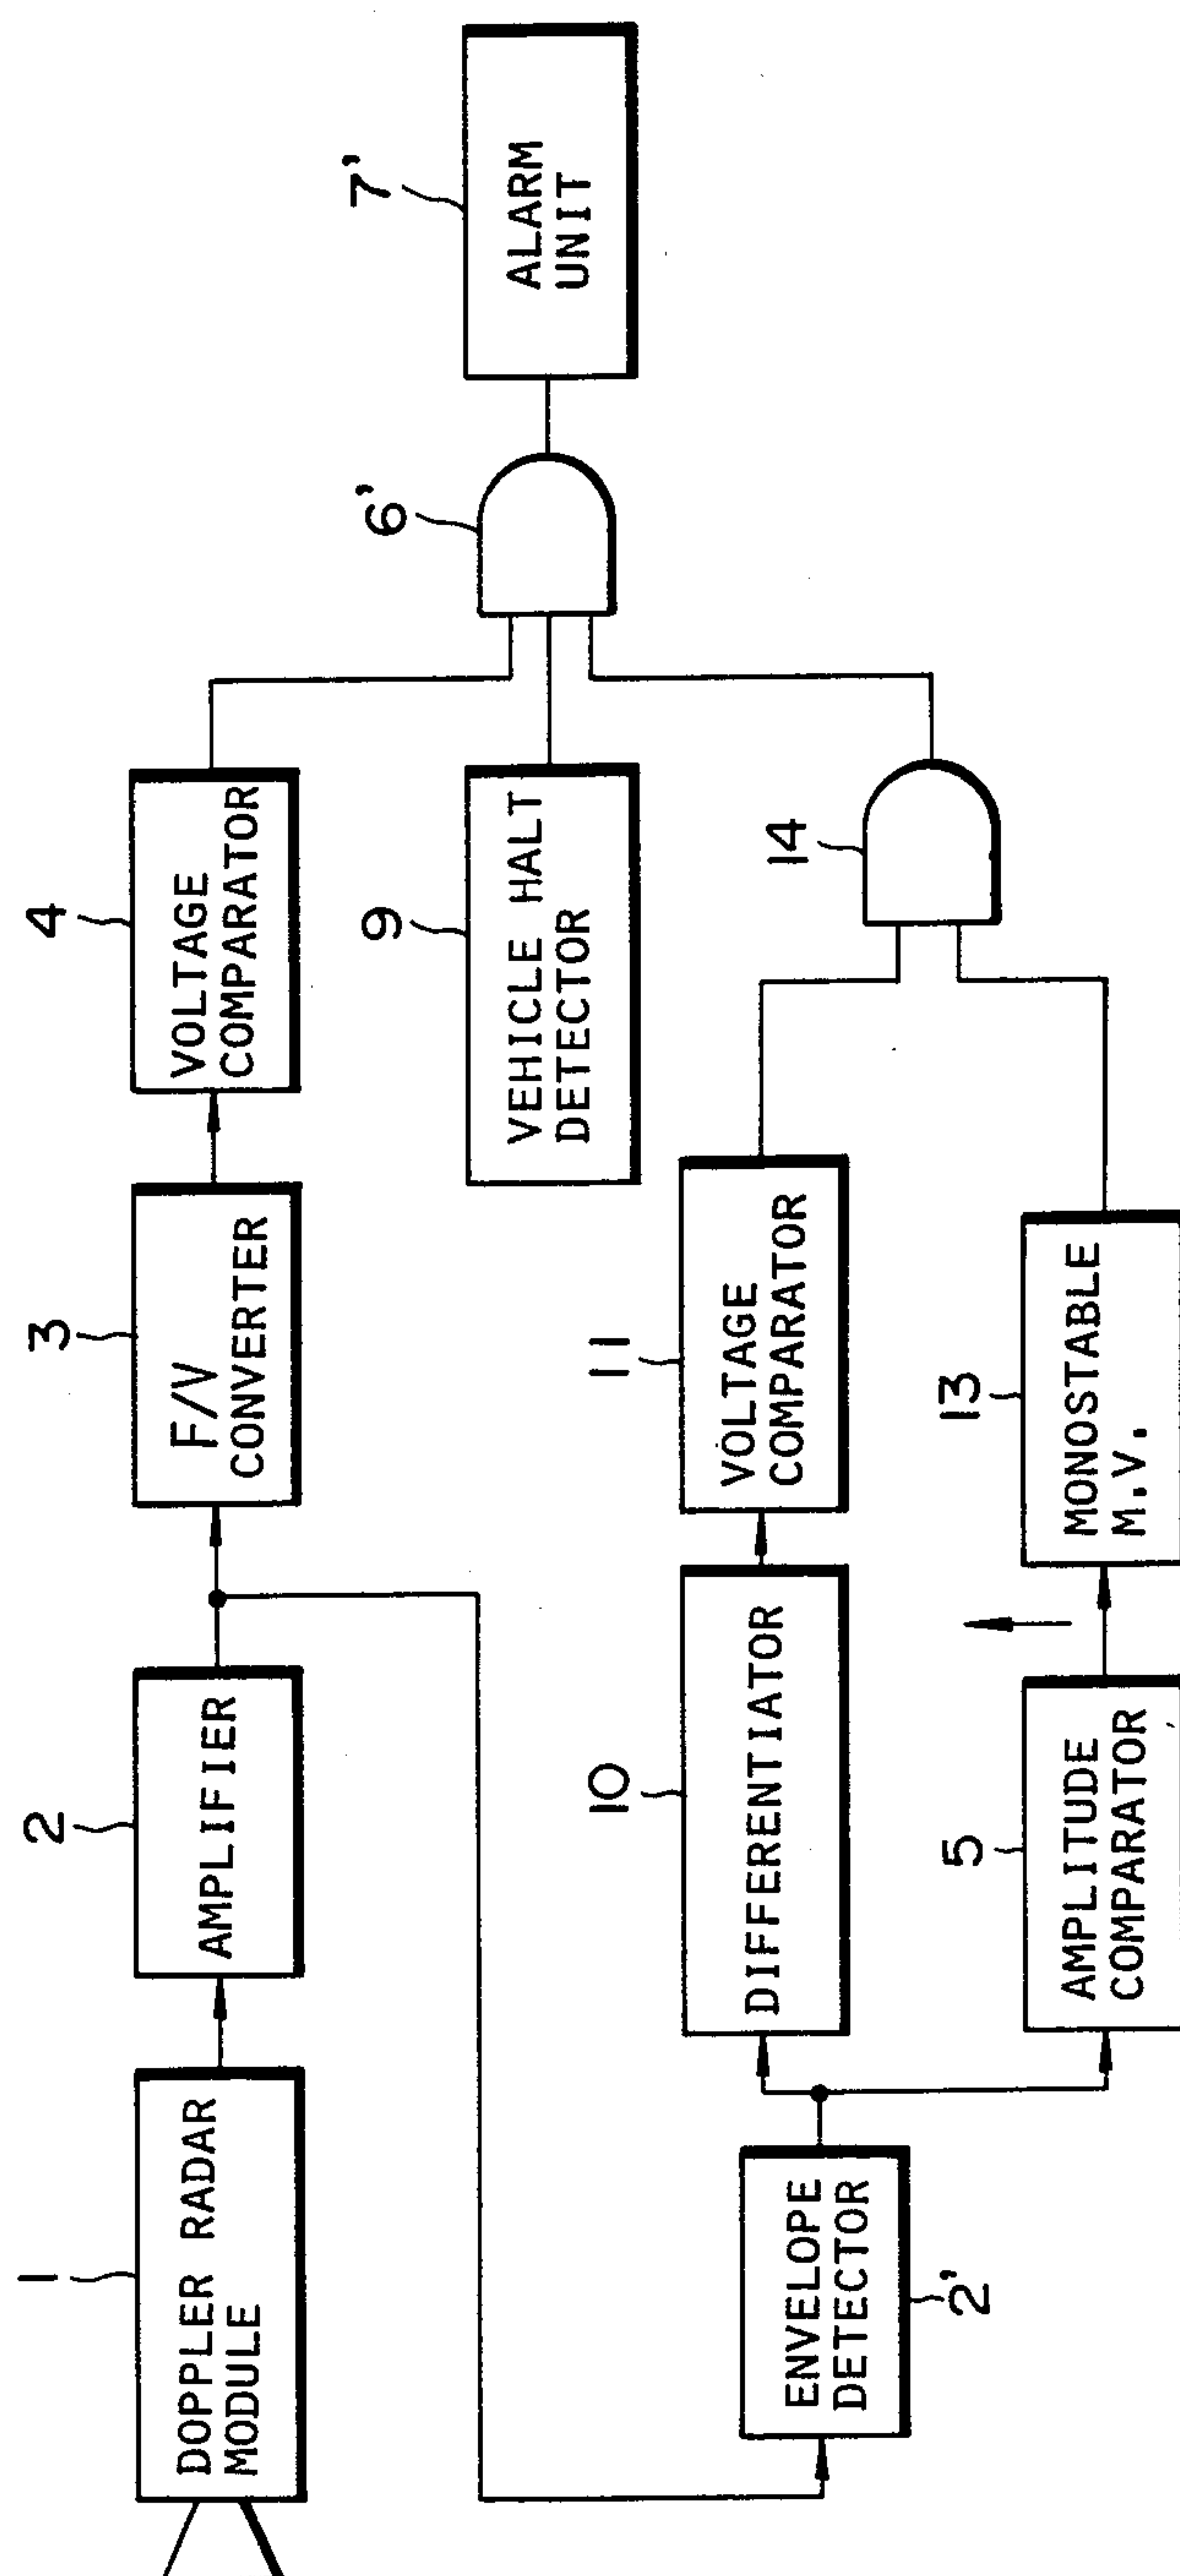 1
DOPPLER RADAR
MODULE
2
AMPLIFIER
3
F/V
CONVERTER
4
VOLTAGE
COMPARATOR
9
VEHICLE HALT
DETECTOR
6'
7'
ALARM
UNIT
ENVELOPE
DETECTOR
2'
10
DIFFERENTIATOR
11
VOLTAGE
COMPARATOR
14
5
AMPLITUDE
COMPARATOR
13
MONOSTABLE
M.V.